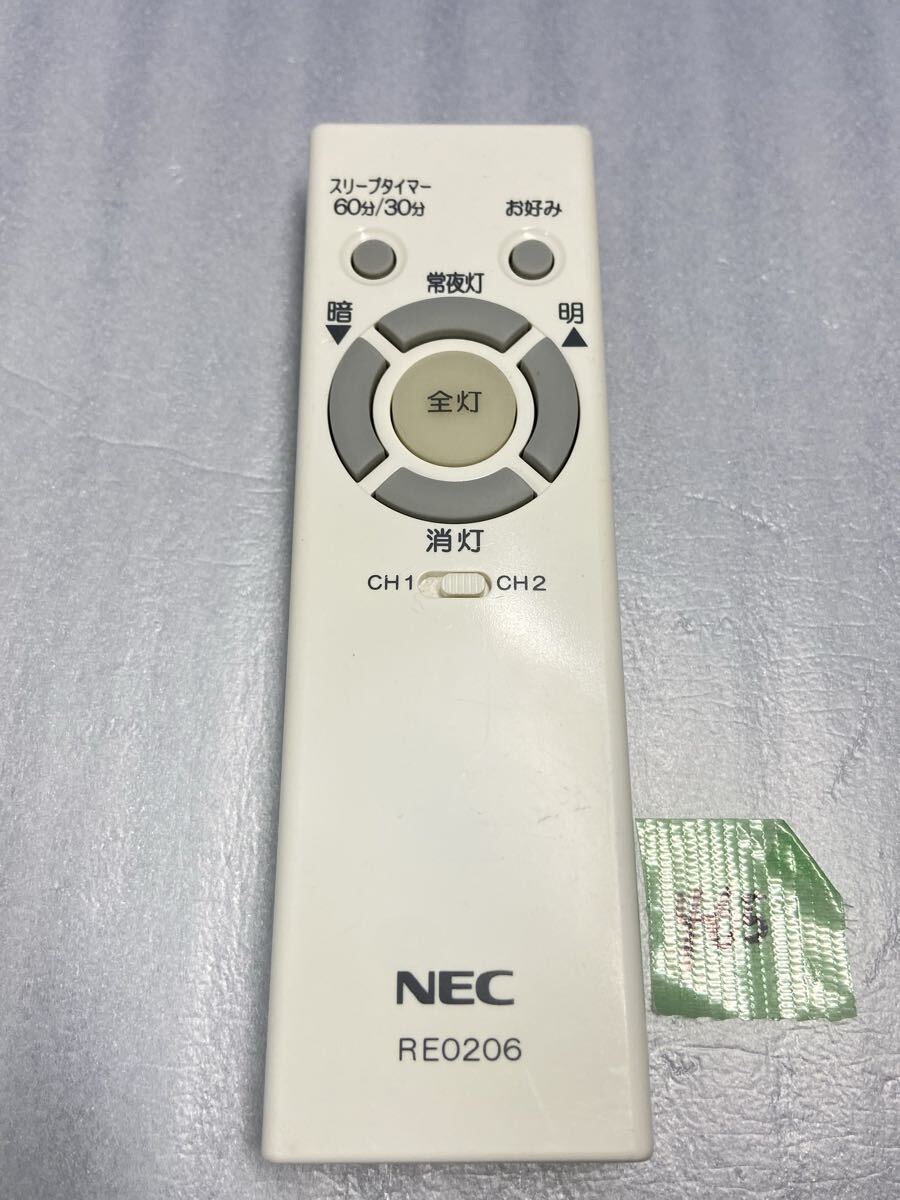 スリープタイマー
60分/30分
お好み
常夜灯
暗
明
全灯
消灯
CH1
CH2
NEC
RE0206